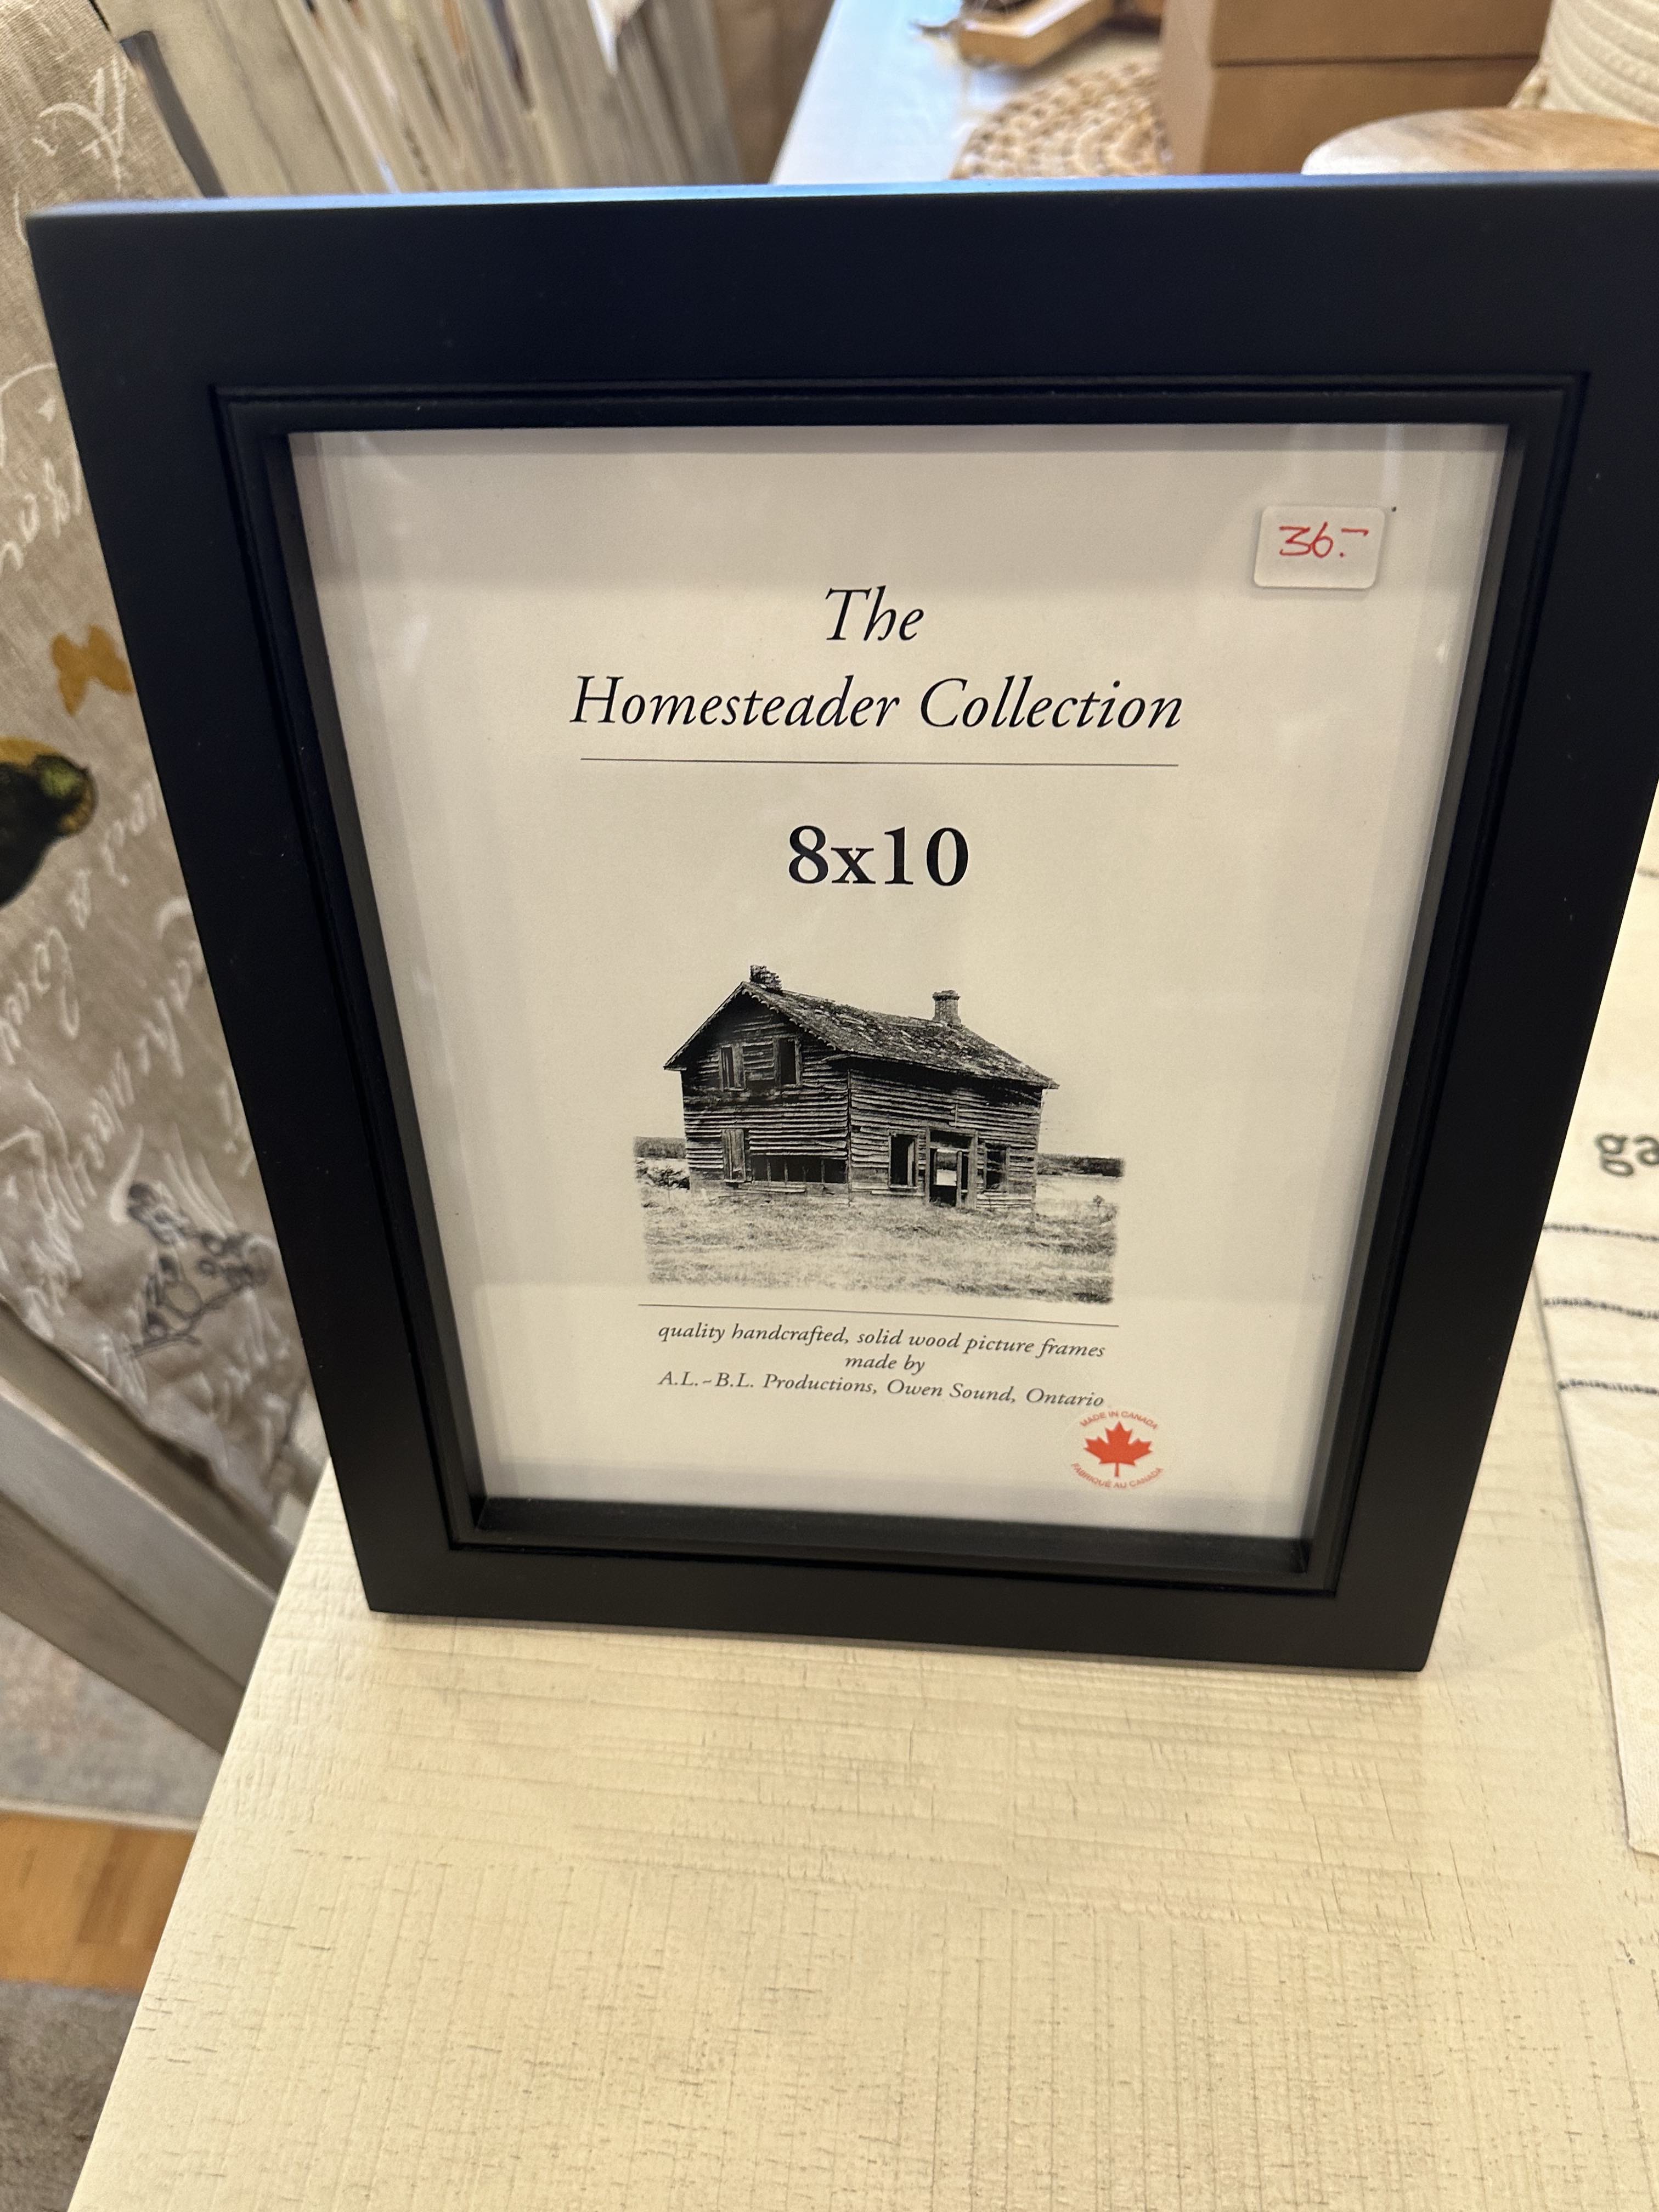 36.-
The
Homesteader Collection
8x10
quality handcrafted, solid wood picture frames
made by
A.L.~B.L. Productions, Owen Sound, Ontario
MADE IN CANADA
FABRIQUÉ AU CANADA
ga